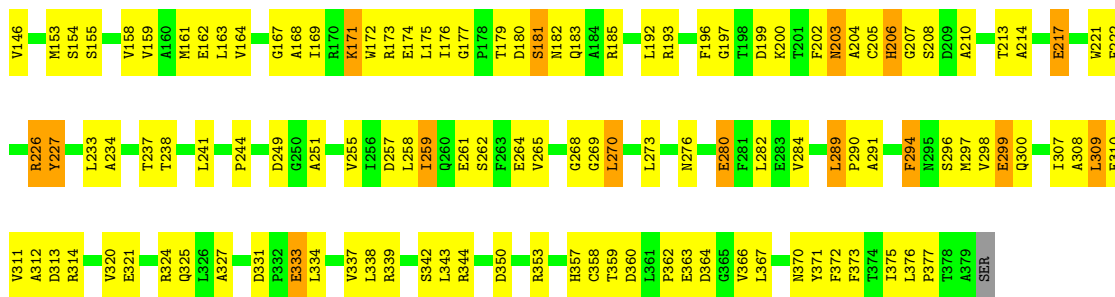 V146 M153 S154 S155 V158 V159 A160 M161 E162 L163 V164 G167 A168 I169 R170 K171 W172 R173 E174 L175 I176 G177 P178 T179 D180 S181 N182 Q183 A184 R185 L192 R193 F196 G197 T198 D199 K200 T201 F202 N203 A204 C205 H206 G207 S208 D209 A210 T213 A214 E217 W221
R226 V227 L233 A234 T237 T238 L241 P244 D249 G250 A251 V255 I256 D257 L258 I259 Q260 E261 S262 F263 E264 V265 G268 G269 L270 L273 N276 E280 F281 L282 E283 V284 L289 P290 A291 F294 N295 S296 M297 V298 E299 Q300 I307 A308 L309
V311 A312 D313 R314 V320 E321 R324 Q325 L326 A327 D331 P332 E333 L334 V337 L338 R339 S342 L343 R344 D350 R353 H357 C358 T359 D360 L361 P362 E363 D364 G365 V366 L367 N370 Y371 F372 F373 T374 I375 L376 P377 T378 A379 SER